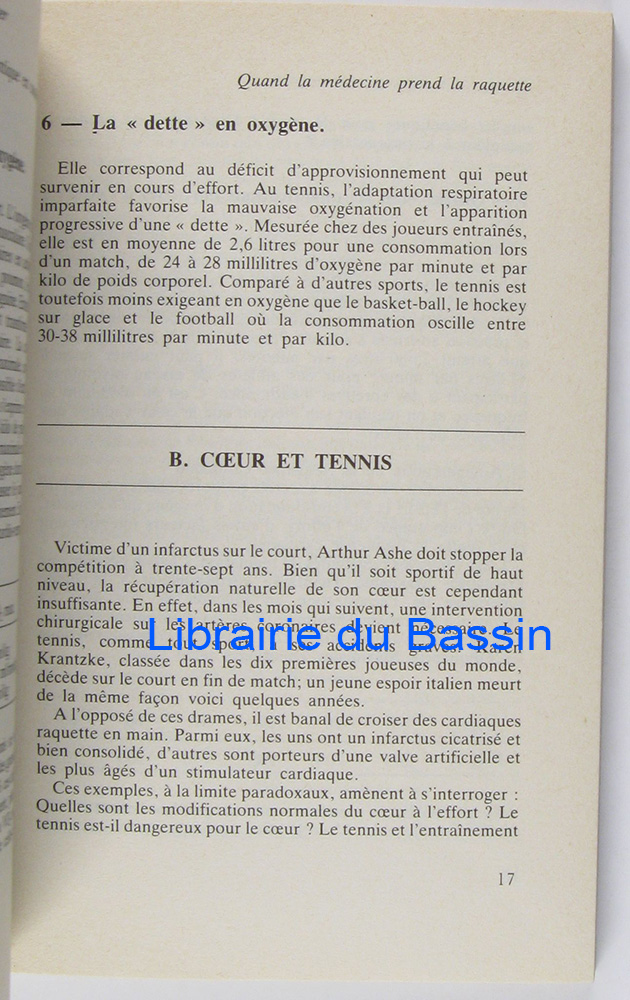 Quand la médecine prend la raquette
6 — La « dette » en oxygène.
Elle correspond au déficit d'approvisionnement qui peut
survenir en cours d'effort. Au tennis, l'adaptation respiratoire
imparfaite favorise la mauvaise oxygénation et l'apparition
progressive d'une « dette ». Mesurée chez des joueurs entraînés,
elle est en moyenne de 2,6 litres pour une consommation lors
d'un match, de 24 à 28 millilitres d'oxygène par minute et par
kilo de poids corporel. Comparé à d'autres sports, le tennis est
toutefois moins exigeant en oxygène que le basket-ball, le hockey
sur glace et le football où la consommation oscille entre
30-38 millilitres par minute et par kilo.
B. CŒUR ET TENNIS
Victime d'un infarctus sur le court, Arthur Ashe doit stopper la
compétition à trente-sept ans. Bien qu'il soit sportif de haut
niveau, la récupération naturelle de son cœur est cependant
insuffisante. En effet, dans les mois qui suivent, une intervention
chirurgicale sur les artères coronaires devient nécessaire. Le
tennis, comme tout sport, a ses accidents graves. Karen
Krantzke, classée dans les dix premières joueuses du monde,
décède sur le court en fin de match; un jeune espoir italien meurt
de la même façon voici quelques années.
A l'opposé de ces drames, il est banal de croiser des cardiaques
raquette en main. Parmi eux, les uns ont un infarctus cicatrisé et
bien consolidé, d'autres sont porteurs d'une valve artificielle et
les plus âgés d'un stimulateur cardiaque.
Ces exemples, à la limite paradoxaux, amènent à s'interroger :
Quelles sont les modifications normales du cœur à l'effort ? Le
tennis est-il dangereux pour le cœur ? Le tennis et l'entraînement
17
Librairie du Bassin